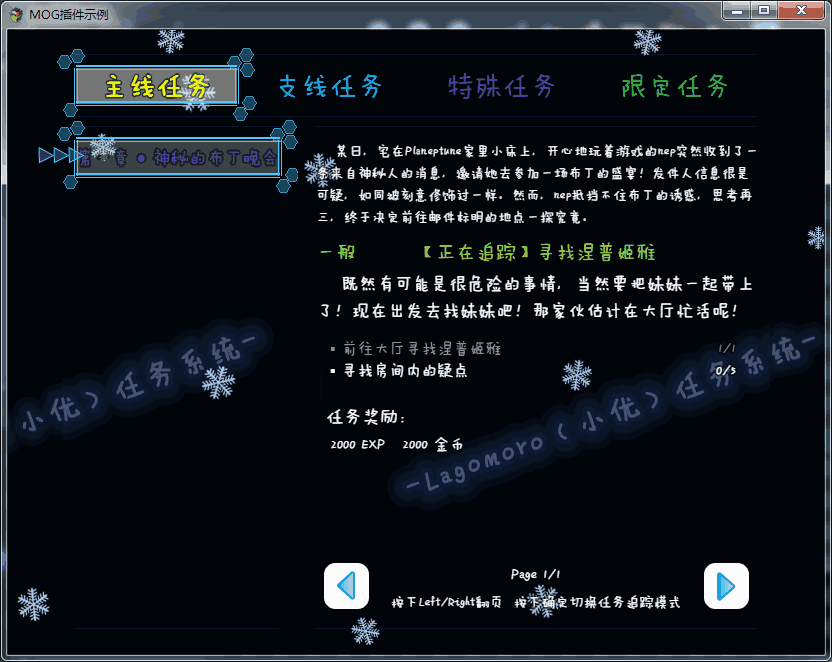 MOG插件示例
主线任务 支线任务 特殊任务 限定任务
章 • 神秘的布丁晚会
某日，宅在Planeptune家里小床上，开心地玩着游戏的nep突然收到了一
条来自神秘人的消息，邀请她去参加一场布丁的盛宴！发件人信息很是
可疑，如同被刻意修饰过一样。然而，nep抵挡不住布丁的诱惑，思考再
三，终于决定前往邮件标明的地点一探究竟。
一般 【正在追踪】寻找涅普姬雅
既然有可能是很危险的事情，当然要把妹妹一起带上
了！现在出发去找妹妹吧！那家伙估计在大厅忙活呢！
▪ 前往大厅寻找涅普姬雅 1/1
▪ 寻找房间内的疑点 0/5
任务奖励：
2000 EXP 2000 金币
小优）任务系统-
-Lagomoro（小优）任务系统-
Page 1/1
按下Left/Right翻页 按下确定切换任务追踪模式